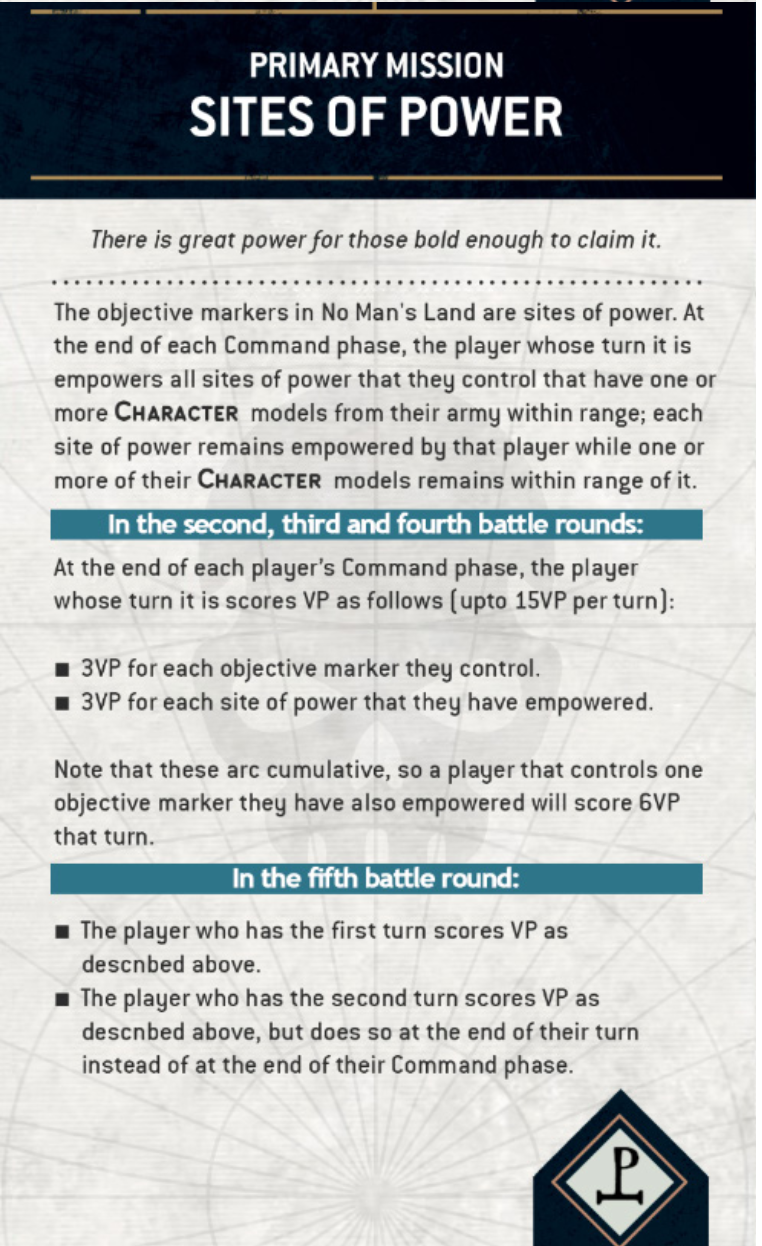 PRIMARY MISSION
SITES OF POWER
There is great power for those bold enough to claim it.
The objective markers in No Man's Land are sites of power. At
the end of each Command phase, the player whose turn it is
empowers all sites of power that they control that have one or
more CHARACTER models from their army within range; each
site of power remains empowered by that player while one or
more of their CHARACTER models remains within range of it.
In the second, third and fourth battle rounds:
At the end of each player's Command phase, the player
whose turn it is scores VP as follows (upto 15VP per turn):
■ 3VP for each objective marker they control.
■ 3VP for each site of power that they have empowered.
Note that these arc cumulative, so a player that controls one
objective marker they have also empowered will score 6VP
that turn.
In the fifth battle round:
■ The player who has the first turn scores VP as
descnbed above.
■ The player who has the second turn scores VP as
descnbed above, but does so at the end of their turn
instead of at the end of their Command phase.
P